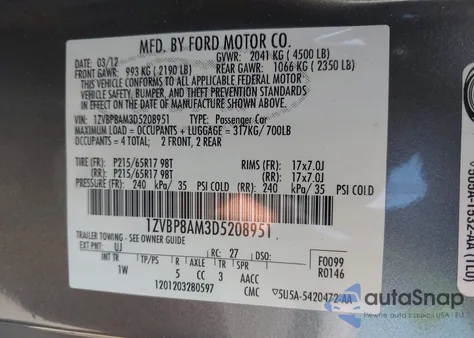 MFD. BY FORD MOTOR CO.
DATE: 03/12 GVWR: 2041 KG (4500 LB)
FRONT GAWR: 993 KG (2190 LB) REAR GAWR: 1066 KG (2350 LB)
THIS VEHICLE CONFORMS TO ALL APPLICABLE FEDERAL MOTOR
VEHICLE SAFETY, BUMPER, AND THEFT PREVENTION STANDARDS
IN EFFECT ON THE DATE OF MANUFACTURE SHOWN ABOVE.
VIN: 1ZVBP8AM3D5208951 TYPE: Passenger Car
MAXIMUM LOAD = OCCUPANTS + LUGGAGE = 317KG/700LB
OCCUPANTS = 4 TOTAL: 2 FRONT, 2 REAR
TIRE (FR): P215/65R17 98T RIMS (FR): 17x7.0J
(RR): P215/65R17 98T (RR): 17x7.0J
PRESSURE (FR): 240 kPa/ 35 PSI COLD (RR): 240 kPa/ 35 PSI COLD
1ZVBP8AM3D5208951
TRAILER TOWING - SEE OWNER GUIDE
EXT PNT: UJ RC: 27 DSO: F0099
INT TR TP/PS R AXLE TR SPR R0146
1W 5 CC 3 AACC
1201203280597 CMC 5U5A-5420472-AA
autoSnap
Pewne auta z aukcji USA - EU